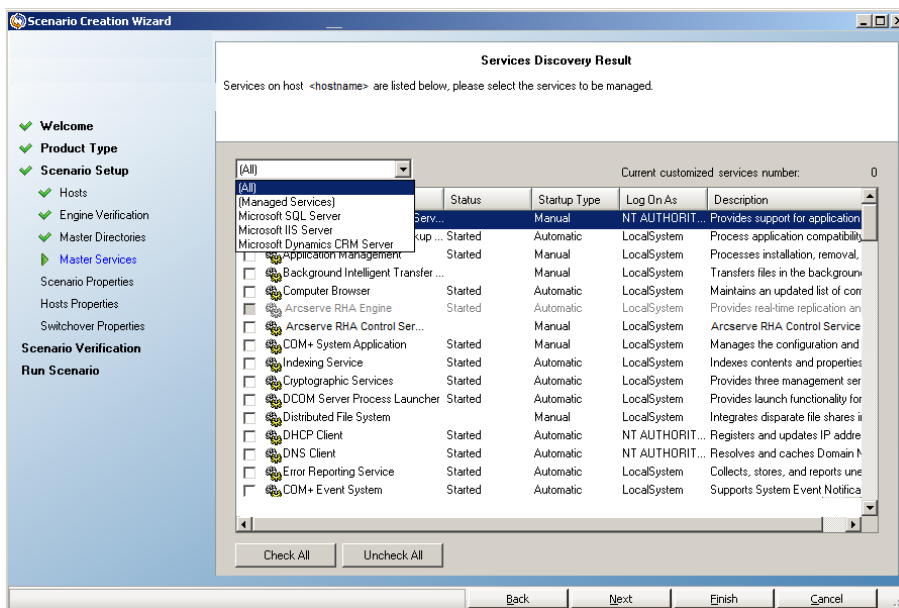 Scenario Creation Wizard
Services Discovery Result
Services on host <hostname> are listed below, please select the services to be managed.
Welcome
Product Type
Scenario Setup
Hosts
Engine Verification
Master Directories
Master Services
Scenario Properties
Hosts Properties
Switchover Properties
Scenario Verification
Run Scenario
(All) Current customized services number: 0
(All)
(Managed Services)
Microsoft SQL Server
Microsoft IIS Server
Microsoft Dynamics CRM Server
Status Startup Type Log On As Description
Serv... Manual NT AUTHORIT... Provides support for application
kup ... Started Automatic LocalSystem Process application compatibility
Application Management Started Manual LocalSystem Processes installation, removal,
Background Intelligent Transfer ... Manual LocalSystem Transfers files in the backgroun
Computer Browser Started Automatic LocalSystem Maintains an updated list of com
Arcserve RHA Engine Started Automatic LocalSystem Provides real-time replication an
Arcserve RHA Control Ser... Manual LocalSystem Arcserve RHA Control Service
COM+ System Application Started Manual LocalSystem Manages the configuration and
Indexing Service Started Automatic LocalSystem Indexes contents and properties
Cryptographic Services Started Automatic LocalSystem Provides three management ser
DCOM Server Process Launcher Started Automatic LocalSystem Provides launch functionality for
Distributed File System Manual LocalSystem Integrates disparate file shares i
DHCP Client Started Automatic NT AUTHORIT... Registers and updates IP addre
DNS Client Started Automatic NT AUTHORIT... Resolves and caches Domain N
Error Reporting Service Started Automatic LocalSystem Collects, stores, and reports une
COM+ Event System Started Automatic LocalSystem Supports System Event Notifica
Check All Uncheck All
Back Next Finish Cancel